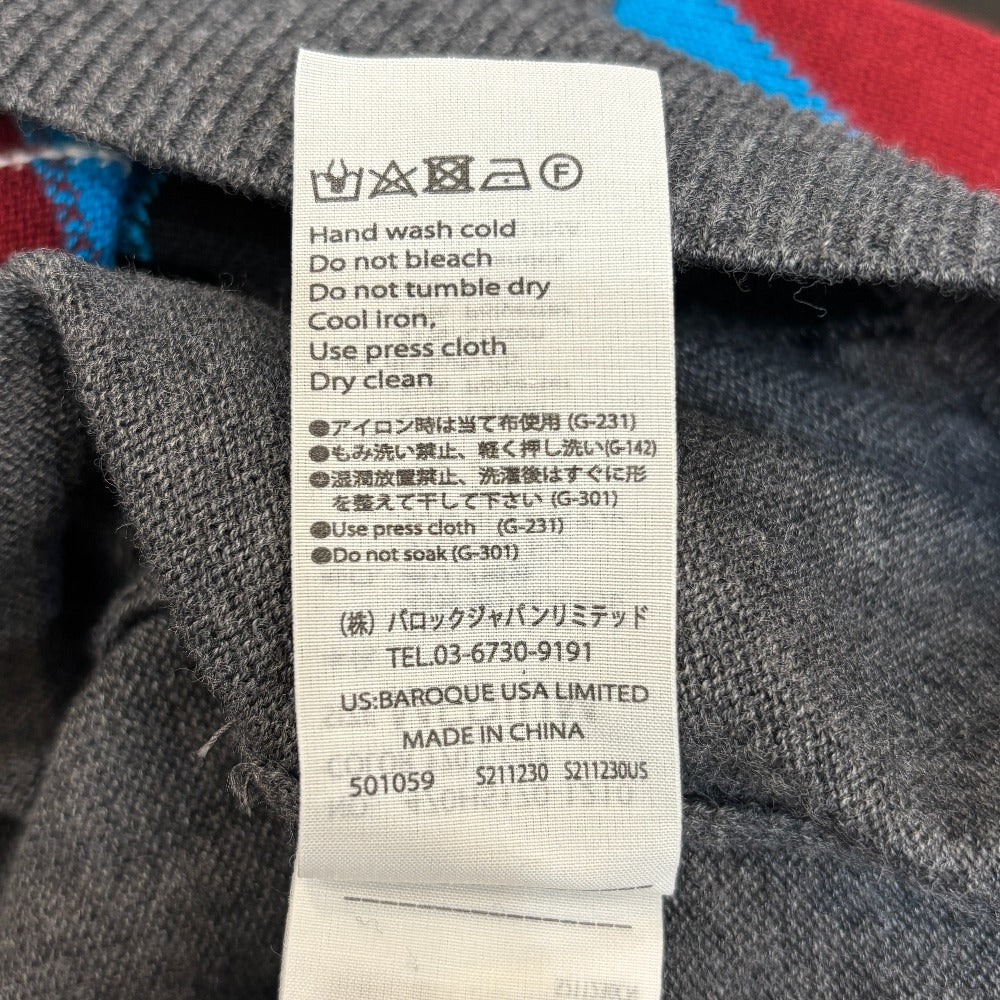 F
Hand wash cold
Do not bleach
Do not tumble dry
Cool iron,
Use press cloth
Dry clean
●アイロン時は当て布使用 (G-231)
●もみ洗い禁止、軽く押し洗い(G-142)
●湿潤放置禁止、洗濯後はすぐに形
を整えて干して下さい (G-301)
●Use press cloth (G-231)
●Do not soak (G-301)
(株) バロックジャパンリミテッド
TEL.03-6730-9191
US:BAROQUE USA LIMITED
MADE IN CHINA
501059 S211230 S211230US